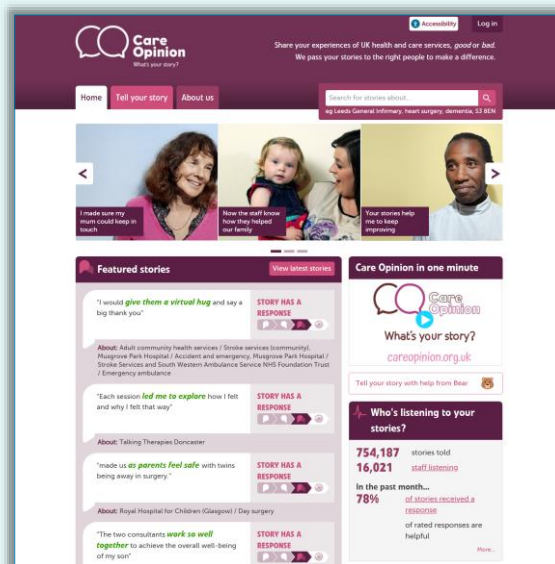 Accessibility
Log in
Care
Opinion
What's your story?
Share your experiences of UK health and care services, good or bad.
We pass your stories to the right people to make a difference.
Home
Tell your story
About us
Search for stories about...
eg Leeds General Infirmary, heart surgery, dementia, S3 8EN
I made sure my
mum could keep in
touch
Now the staff know
how they helped
our family
Your stories help
me to keep
improving
Featured stories
View latest stories
"I would give them a virtual hug and say a
big thank you"
STORY HAS A
RESPONSE
About: Adult community health services / Stroke services (community),
Musgrove Park Hospital / Accident and emergency, Musgrove Park Hospital /
Stroke Services and South Western Ambulance Service NHS Foundation Trust
/ Emergency ambulance
"Each session led me to explore how I felt
and why I felt that way"
STORY HAS A
RESPONSE
About: Talking Therapies Doncaster
"made us as parents feel safe with twins
being away in surgery."
STORY HAS A
RESPONSE
About: Royal Hospital for Children (Glasgow) / Day surgery
"The two consultants work so well
together to achieve the overall well-being
of my son"
STORY HAS A
RESPONSE
Care Opinion in one minute
Care
Opinion
What's your story?
careopinion.org.uk
Tell your story with help from Bear
Who's listening to your
stories?
754,187 stories told
16,021 staff listening
In the past month...
78% of stories received a
response
of rated responses are
helpful
More...